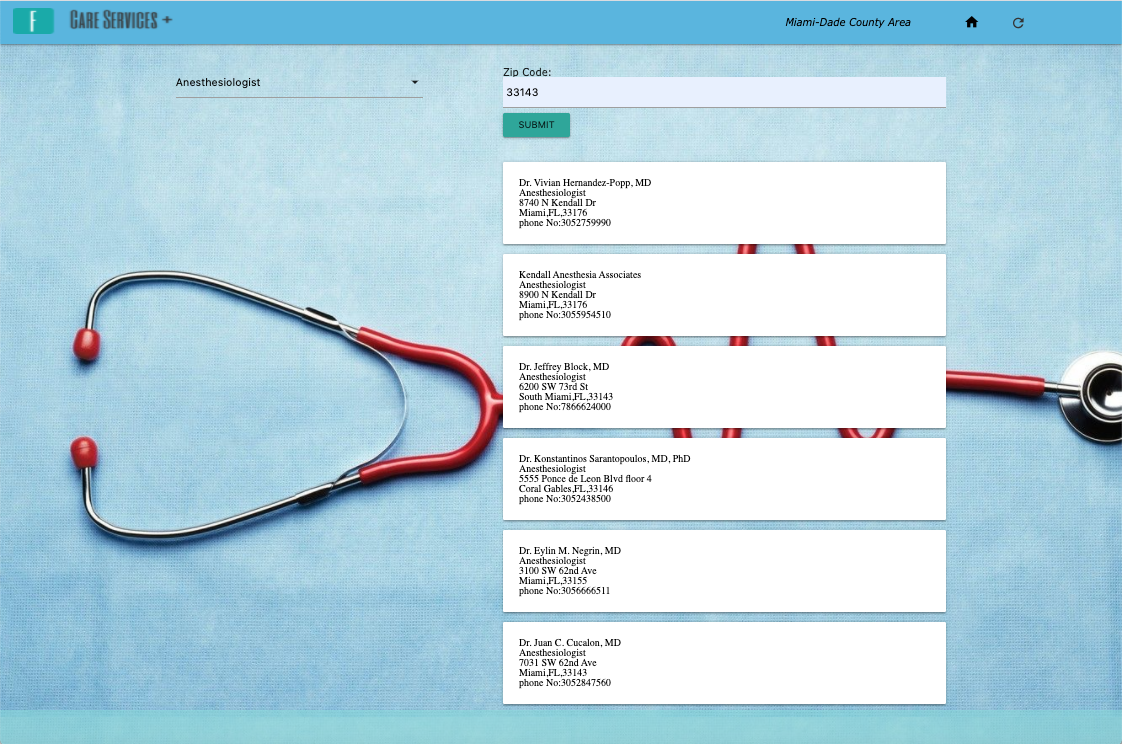 F
CARE SERVICES +
Miami-Dade County Area
Anesthesiologist
Zip Code:
33143
SUBMIT
Dr. Vivian Hernandez-Popp, MD
Anesthesiologist
8740 N Kendall Dr
Miami,FL,33176
phone No:3052759990
Kendall Anesthesia Associates
Anesthesiologist
8900 N Kendall Dr
Miami,FL,33176
phone No:3055954510
Dr. Jeffrey Block, MD
Anesthesiologist
6200 SW 73rd St
South Miami,FL,33143
phone No:7866624000
Dr. Konstantinos Sarantopoulos, MD, PhD
Anesthesiologist
5555 Ponce de Leon Blvd floor 4
Coral Gables,FL,33146
phone No:3052438500
Dr. Eylin M. Negrin, MD
Anesthesiologist
3100 SW 62nd Ave
Miami,FL,33155
phone No:3056666511
Dr. Juan C. Cucalon, MD
Anesthesiologist
7031 SW 62nd Ave
Miami,FL,33143
phone No:3052847560